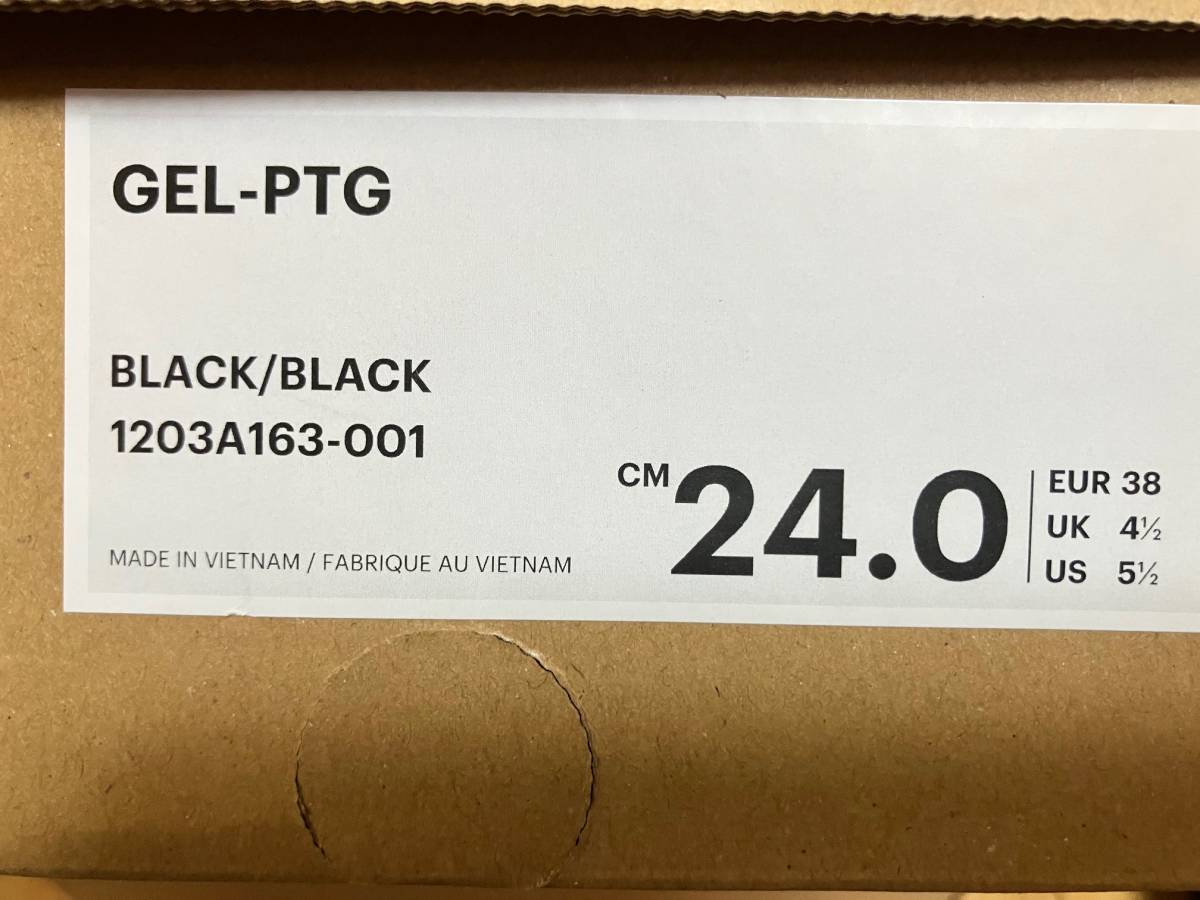 GEL-PTG
BLACK/BLACK
1203A163-001
MADE IN VIETNAM / FABRIQUE AU VIETNAM
CM 24.0
EUR 38
UK 4½
US 5½